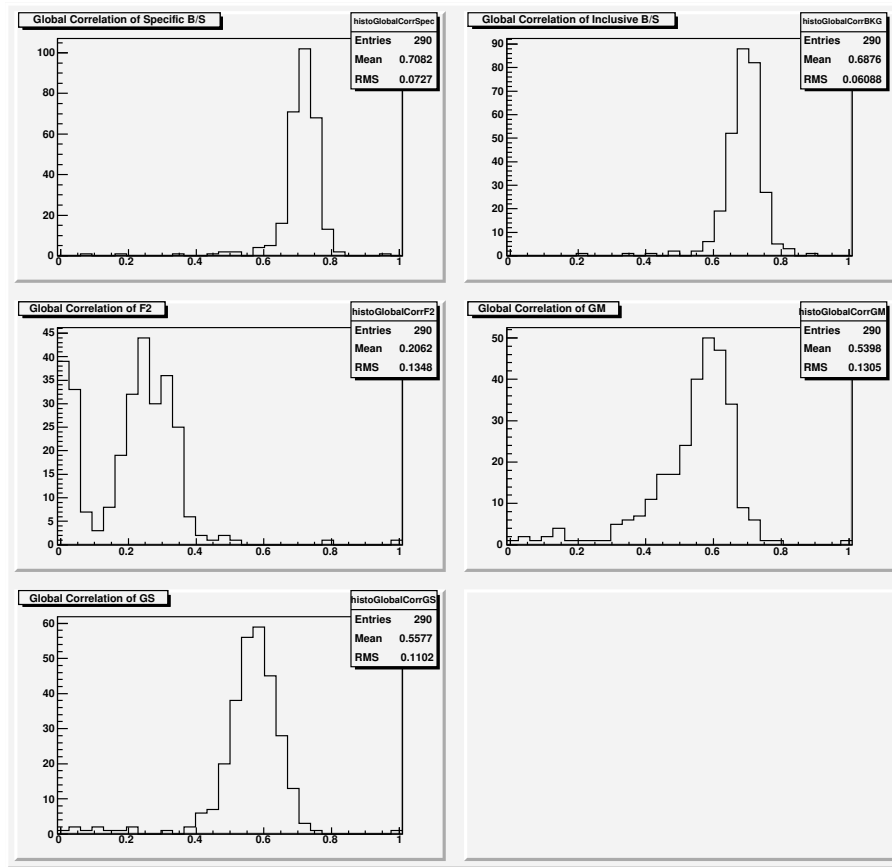 Global Correlation of Specific B/S
histoGlobalCorrSpec
Entries 290
Mean 0.7082
RMS 0.0727
100
80
60
40
20
0
0 0.2 0.4 0.6 0.8 1
Global Correlation of Inclusive B/S
histoGlobalCorrBKG
Entries 290
Mean 0.6876
RMS 0.06088
90
80
70
60
50
40
30
20
10
0
0 0.2 0.4 0.6 0.8 1
Global Correlation of F2
histoGlobalCorrF2
Entries 290
Mean 0.2062
RMS 0.1348
45
40
35
30
25
20
15
10
5
0
0 0.2 0.4 0.6 0.8 1
Global Correlation of GM
histoGlobalCorrGM
Entries 290
Mean 0.5398
RMS 0.1305
50
40
30
20
10
0
0 0.2 0.4 0.6 0.8 1
Global Correlation of GS
histoGlobalCorrGS
Entries 290
Mean 0.5577
RMS 0.1102
60
50
40
30
20
10
0
0 0.2 0.4 0.6 0.8 1